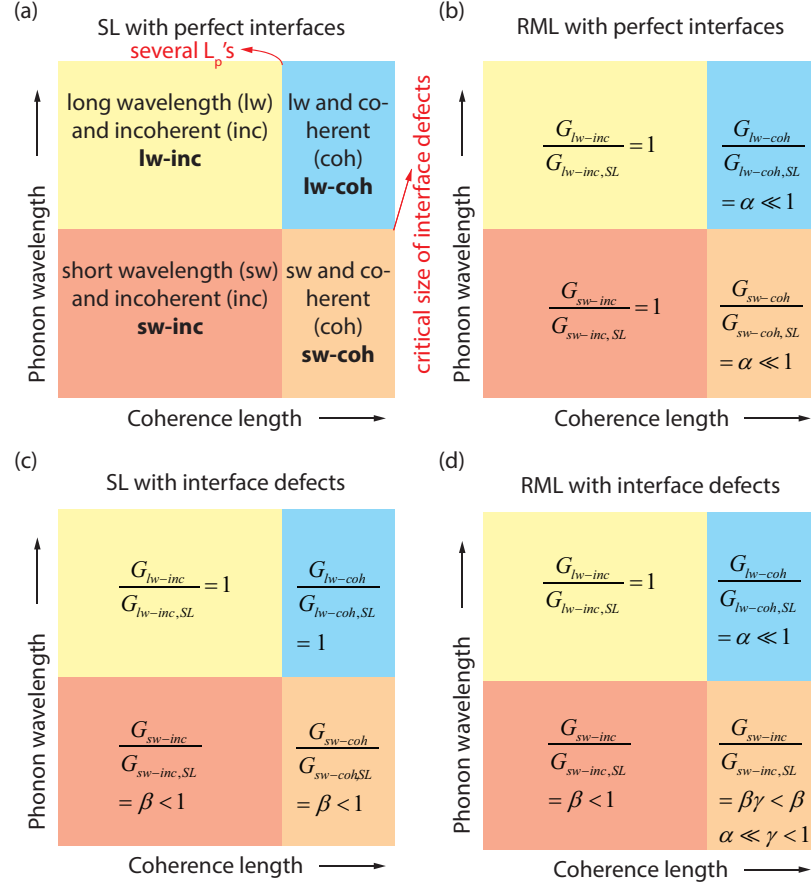 (a)
SL with perfect interfaces
several L_p's
long wavelength (lw)
and incoherent (inc)
lw-inc
lw and co-
herent
(coh)
lw-coh
short wavelength (sw)
and incoherent (inc)
sw-inc
sw and co-
herent
(coh)
sw-coh
critical size of interface defects
Phonon wavelength
Coherence length
(b)
RML with perfect interfaces
G_{lw-inc} / G_{lw-inc, SL} = 1
G_{lw-coh} / G_{lw-coh, SL}
= α ≪ 1
G_{sw-inc} / G_{sw-inc, SL} = 1
G_{sw-coh} / G_{sw-coh, SL}
= α ≪ 1
Phonon wavelength
Coherence length
(c)
SL with interface defects
G_{lw-inc} / G_{lw-inc, SL} = 1
G_{lw-coh} / G_{lw-coh, SL}
= 1
G_{sw-inc} / G_{sw-inc, SL}
= β < 1
G_{sw-coh} / G_{sw-coh, SL}
= β < 1
Phonon wavelength
Coherence length
(d)
RML with interface defects
G_{lw-inc} / G_{lw-inc, SL} = 1
G_{lw-coh} / G_{lw-coh, SL}
= α ≪ 1
G_{sw-inc} / G_{sw-inc, SL}
= β < 1
G_{sw-inc} / G_{sw-inc, SL}
= βγ < β
α ≪ γ < 1
Phonon wavelength
Coherence length